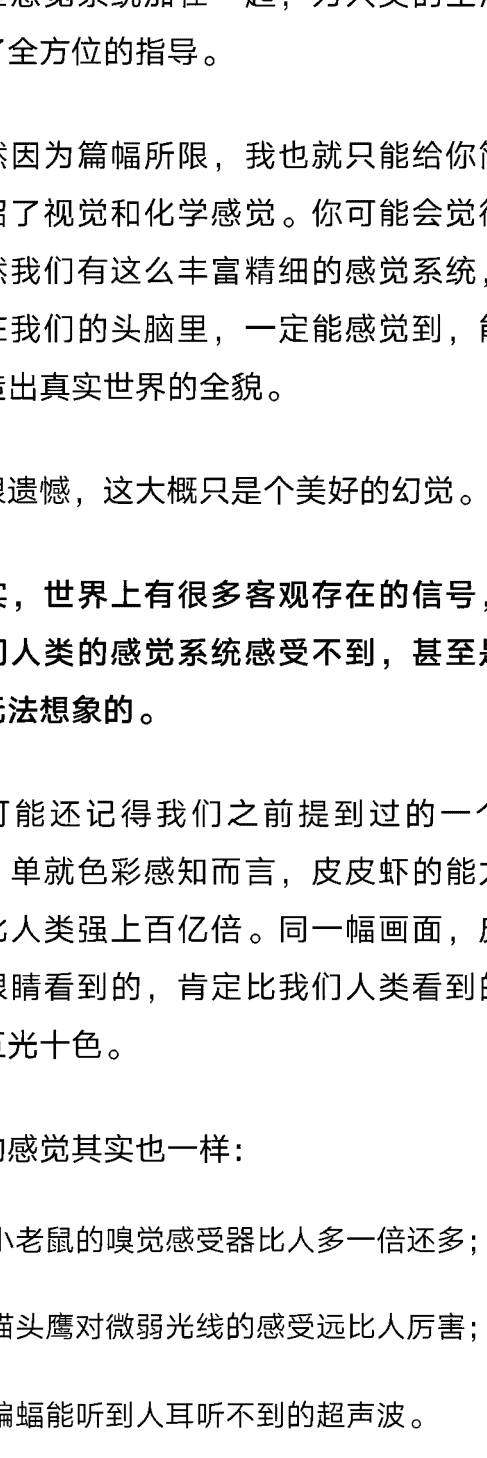 感觉系统加在一起，为人类的生
了全方位的指导。
然因为篇幅所限，我也就只能给你简
绍了视觉和化学感觉。你可能会觉得
然我们有这么丰富精细的感觉系统，
在我们的头脑里，一定能感觉到，能
造出真实世界的全貌。
很遗憾，这大概只是个美好的幻觉。
实，世界上有很多客观存在的信号，
们人类的感觉系统感受不到，甚至是
无法想象的。
可能还记得我们之前提到过的一个
，单就色彩感知而言，皮皮虾的能力
比人类强上百亿倍。同一幅画面，皮
眼睛看到的，肯定比我们人类看到的
五光十色。
的感觉其实也一样：
小老鼠的嗅觉感受器比人多一倍还多；
猫头鹰对微弱光线的感受远比人厉害；
蝙蝠能听到人耳听不到的超声波。